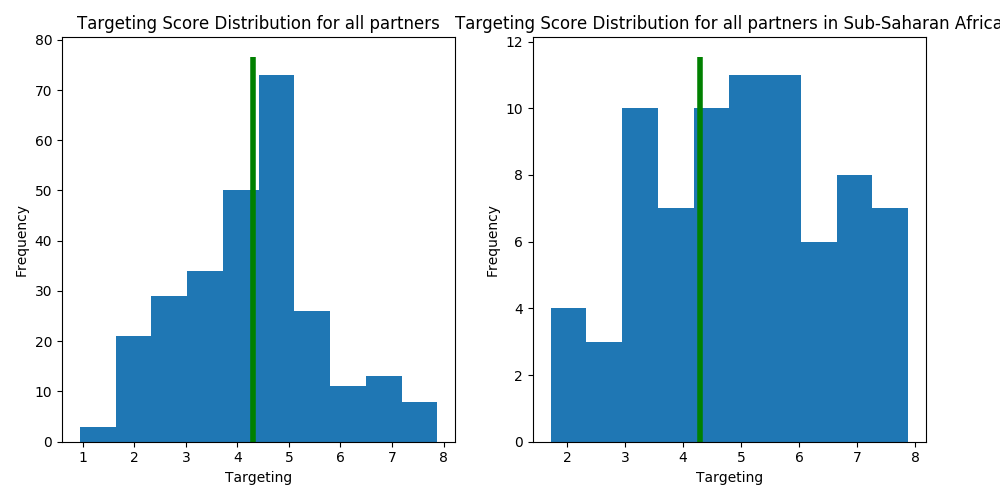 Targeting Score Distribution for all partners
80
70
60
50
40
30
20
10
0
Frequency
1 2 3 4 5 6 7 8
Targeting
Targeting Score Distribution for all partners in Sub-Saharan Africa
12
10
8
6
4
2
0
Frequency
2 3 4 5 6 7 8
Targeting